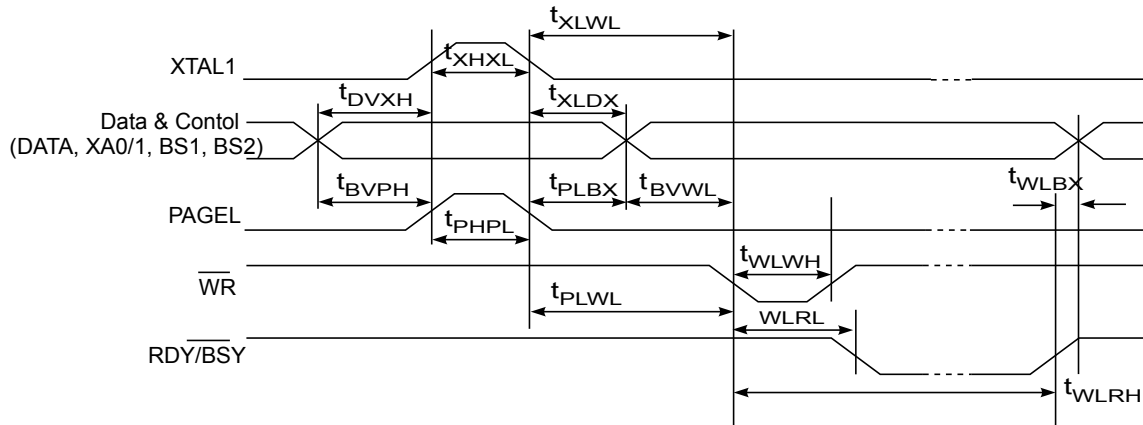 tXLWL
XTAL1
tXHXL
tDVXH
tXLDX
Data & Contol
(DATA, XA0/1, BS1, BS2)
tBVPH
tPLBX
tBVWL
tWLBX
PAGEL
tPHPL
WR
tWLWH
tPLWL
WLRL
RDY/BSY
tWLRH